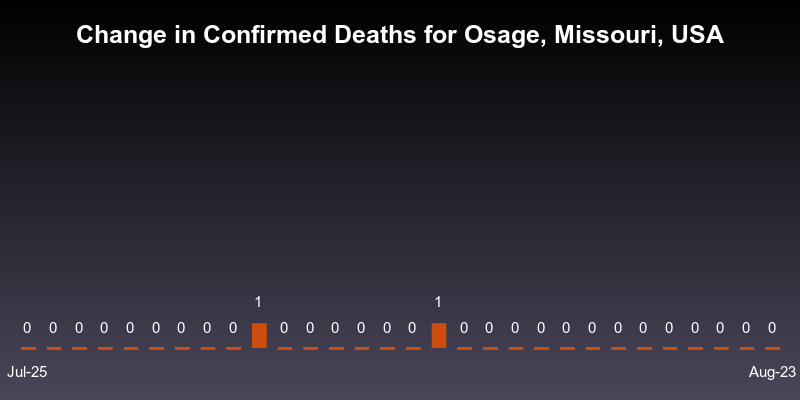 Change in Confirmed Deaths for Osage, Missouri, USA
1 1
0 0 0 0 0 0 0 0 0 0 0 0 0 0 0 0 0 0 0 0 0 0 0 0 0 0 0 0
Jul-25 Aug-23